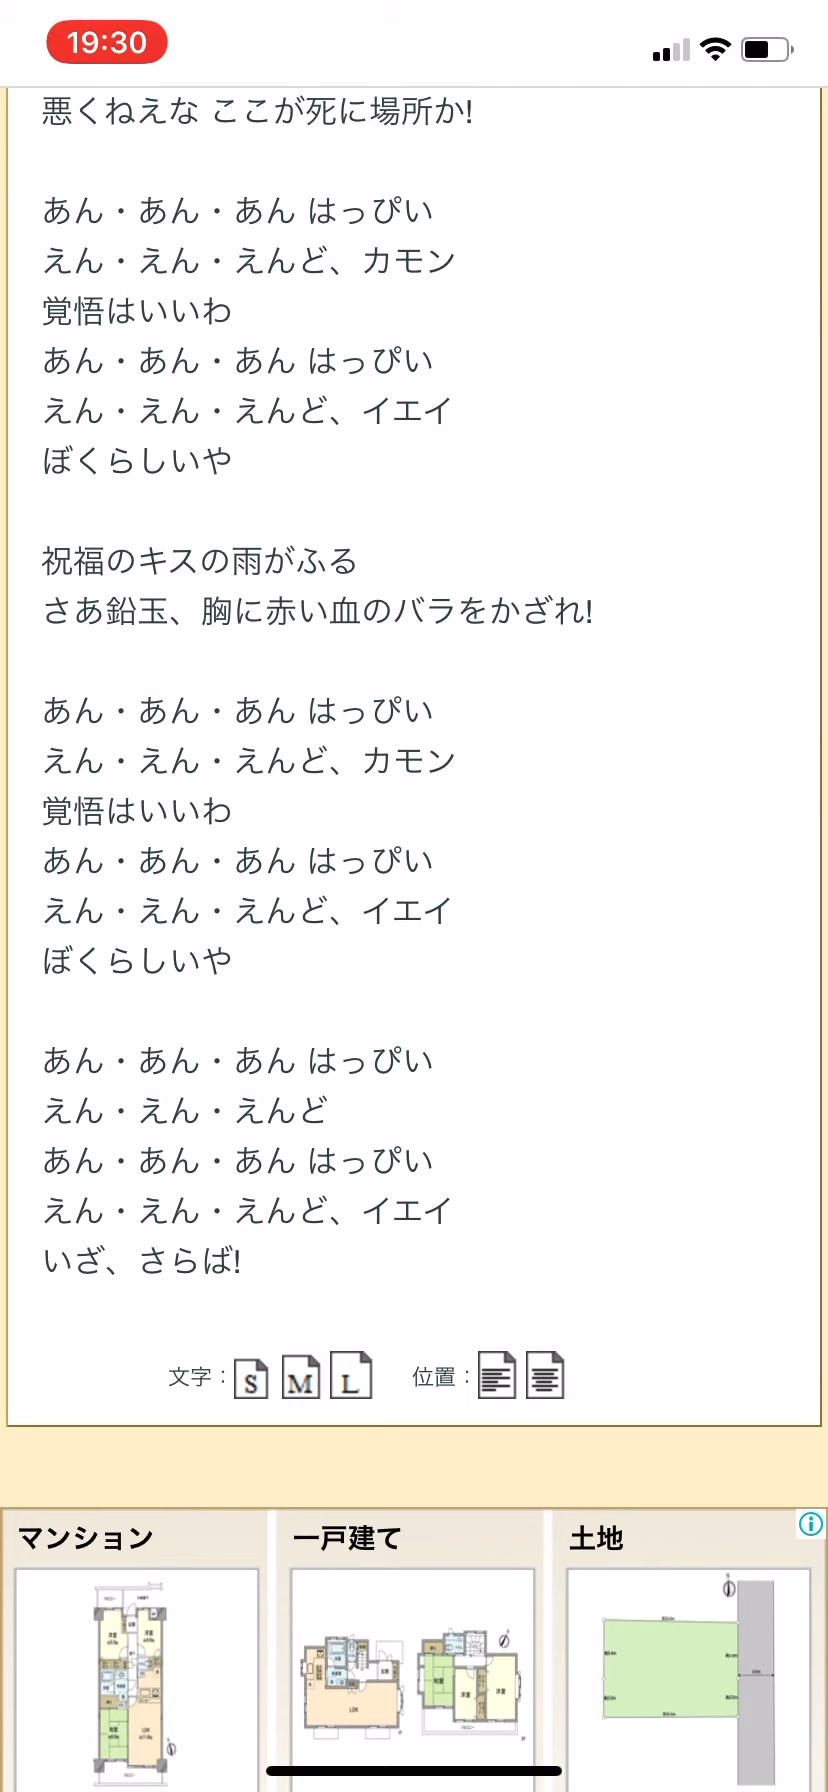 19:30
悪くねえな ここが死に場所か!
あん・あん・あん はっぴい
えん・えん・えんど、カモン
覚悟はいいわ
あん・あん・あん はっぴい
えん・えん・えんど、イエイ
ぼくらしいや
祝福のキスの雨がふる
さあ鉛玉、胸に赤い血のバラをかざれ!
あん・あん・あん はっぴい
えん・えん・えんど、カモン
覚悟はいいわ
あん・あん・あん はっぴい
えん・えん・えんど、イエイ
ぼくらしいや
あん・あん・あん はっぴい
えん・えん・えんど
あん・あん・あん はっぴい
えん・えん・えんど、イエイ
いざ、さらば!
文字: S M L 位置:
マンション 一戸建て 土地
LDK LDK